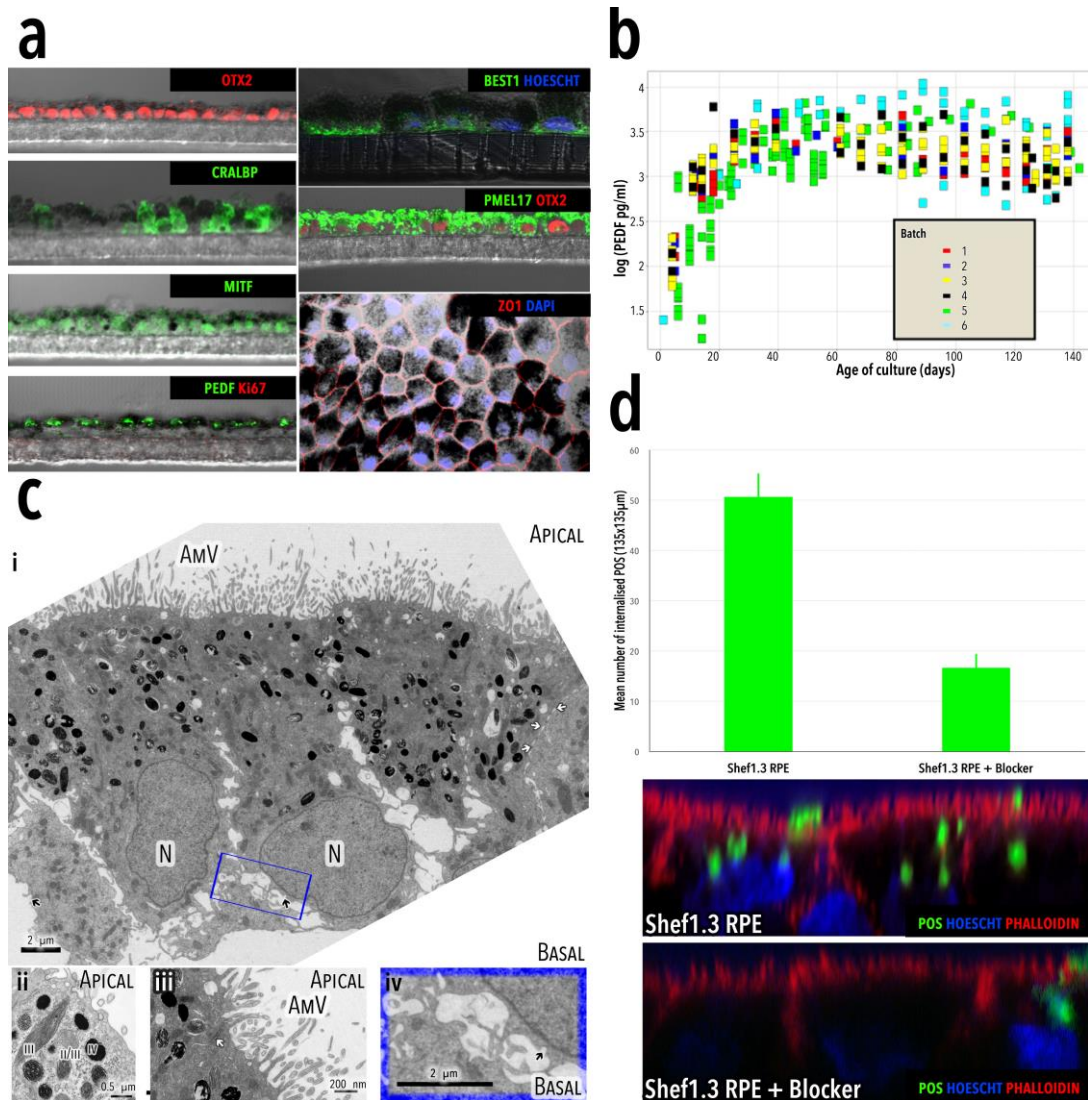 a
OTX2
CRALBP
MITF
PEDF Ki67
BEST1 HOESCHT
PMEL17 OTX2
ZO1 DAPI
b
log (PEDF pg/ml)
4
3.5
3
2.5
2
1.5
0 20 40 60 80 100 120 140
Age of culture (days)
Batch
1
2
3
4
5
6
c
i
AMV
APICAL
N
N
2 µm
BASAL
ii
APICAL
III
II/III
IV
0.5 µm
iii
APICAL
AMV
200 nm
iv
2 µm
BASAL
d
Mean number of internalised POS (135x135µm)
60
50
40
30
20
10
0
Shef1.3 RPE
Shef1.3 RPE + Blocker
Shef1.3 RPE
POS HOESCHT PHALLOIDIN
Shef1.3 RPE + Blocker
POS HOESCHT PHALLOIDIN